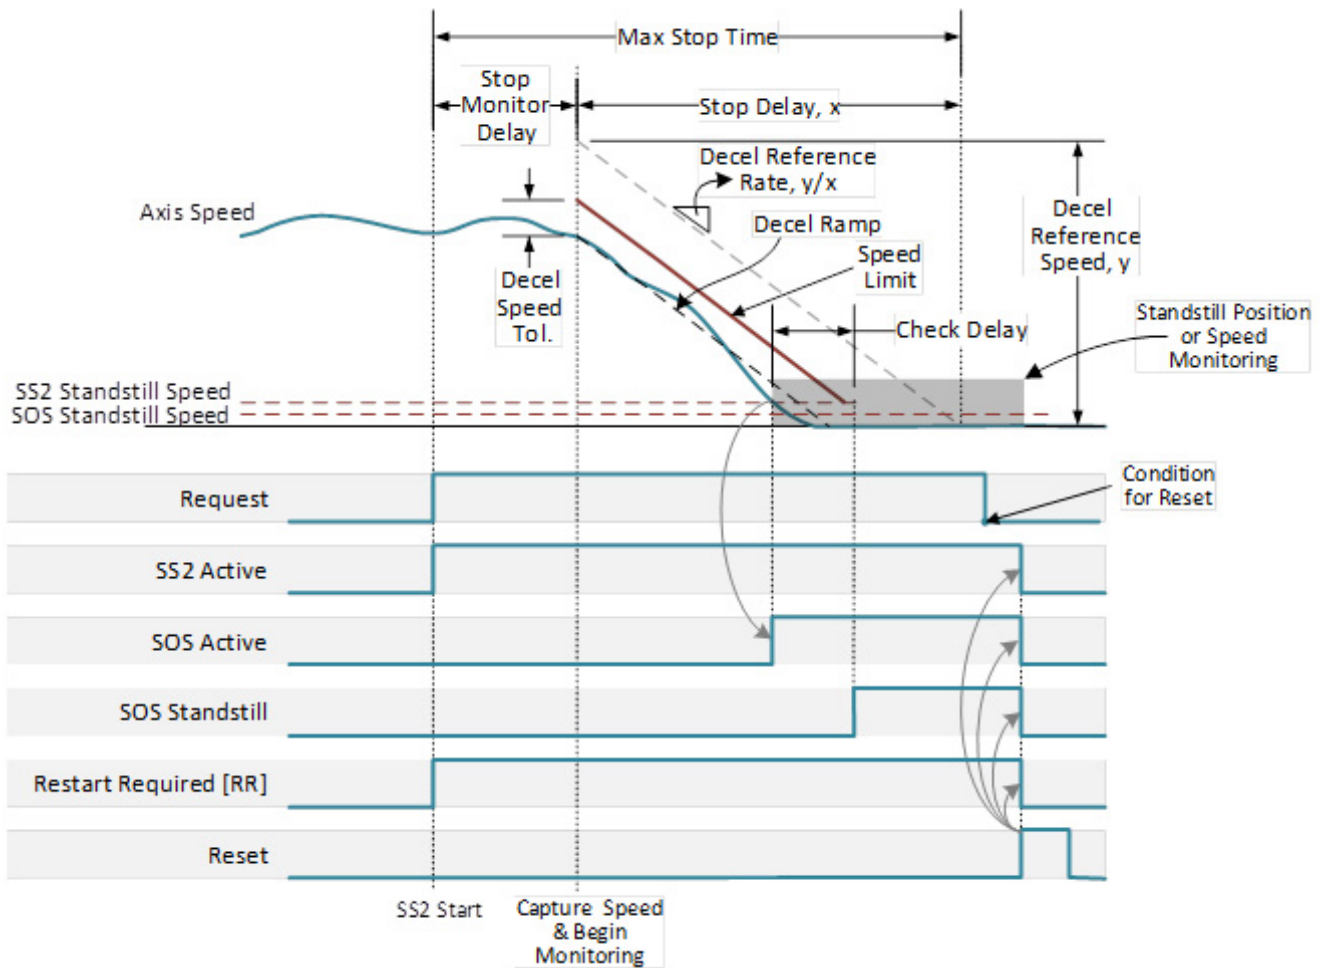 Max Stop Time
Stop
Monitor
Delay
Stop Delay, x
Decel Reference
Rate, y/x
Axis Speed
Decel Ramp
Decel
Reference
Speed, y
Speed
Limit
Decel
Speed
Tol.
Check Delay
Standstill Position
or Speed
Monitoring
SS2 Standstill Speed
SOS Standstill Speed
Request
Condition
for Reset
SS2 Active
SOS Active
SOS Standstill
Restart Required [RR]
Reset
SS2 Start
Capture Speed
& Begin
Monitoring